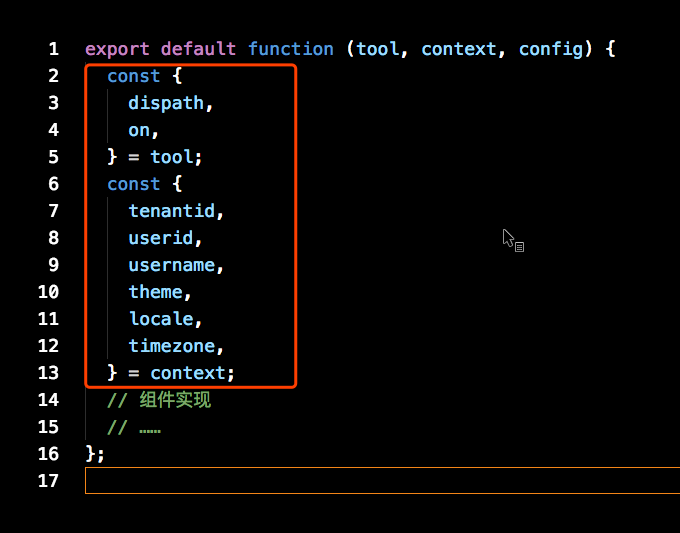 1 export default function (tool, context, config) {
2 const {
3 dispath,
4 on,
5 } = tool;
6 const {
7 tenantid,
8 userid,
9 username,
10 theme,
11 locale,
12 timezone,
13 } = context;
14 // 组件实现
15 // ……
16 };
17